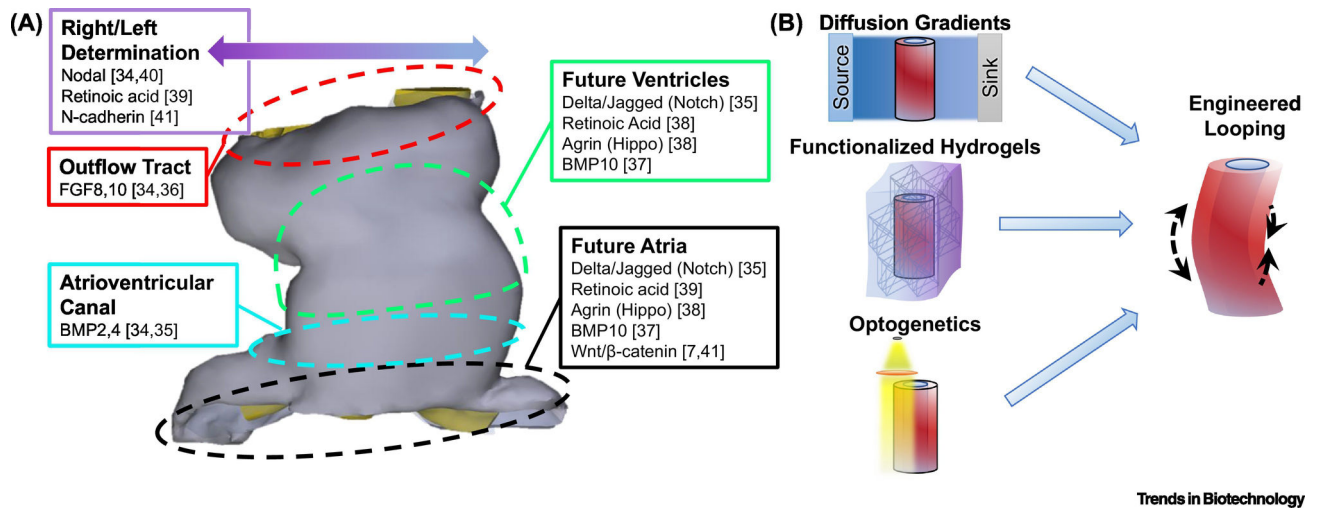 (A)
Right/Left
Determination
Nodal [34,40]
Retinoic acid [39]
N-cadherin [41]
Outflow Tract
FGF8,10 [34,36]
Atrioventricular
Canal
BMP2,4 [34,35]
Future Ventricles
Delta/Jagged (Notch) [35]
Retinoic Acid [38]
Agrin (Hippo) [38]
BMP10 [37]
Future Atria
Delta/Jagged (Notch) [35]
Retinoic acid [39]
Agrin (Hippo) [38]
BMP10 [37]
Wnt/β-catenin [7,41]
(B)
Diffusion Gradients
Source
Sink
Functionalized Hydrogels
Optogenetics
Engineered
Looping
Trends in Biotechnology